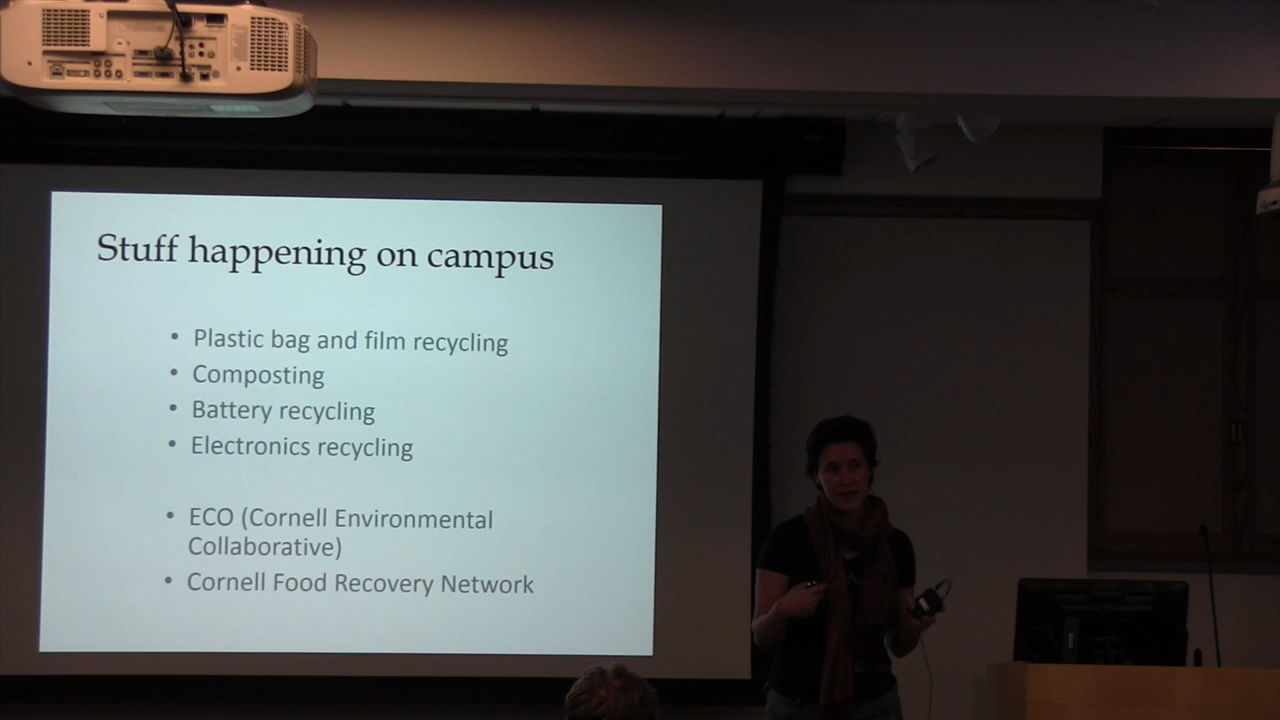 Stuff happening on campus
• Plastic bag and film recycling
• Composting
• Battery recycling
• Electronics recycling
• ECO (Cornell Environmental
Collaborative)
• Cornell Food Recovery Network